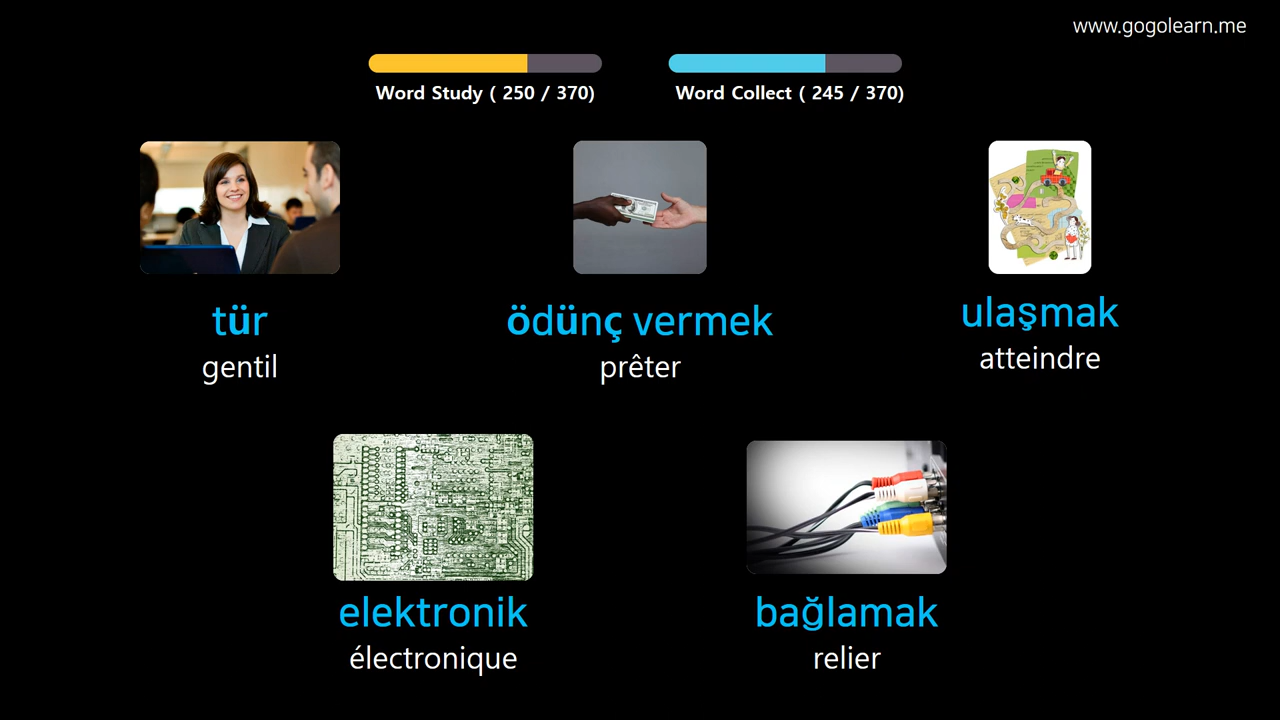 www.gogolearn.me
Word Study ( 250 / 370)
Word Collect ( 245 / 370)
tür
gentil
ödünç vermek
prêter
ulaşmak
atteindre
elektronik
électronique
bağlamak
relier